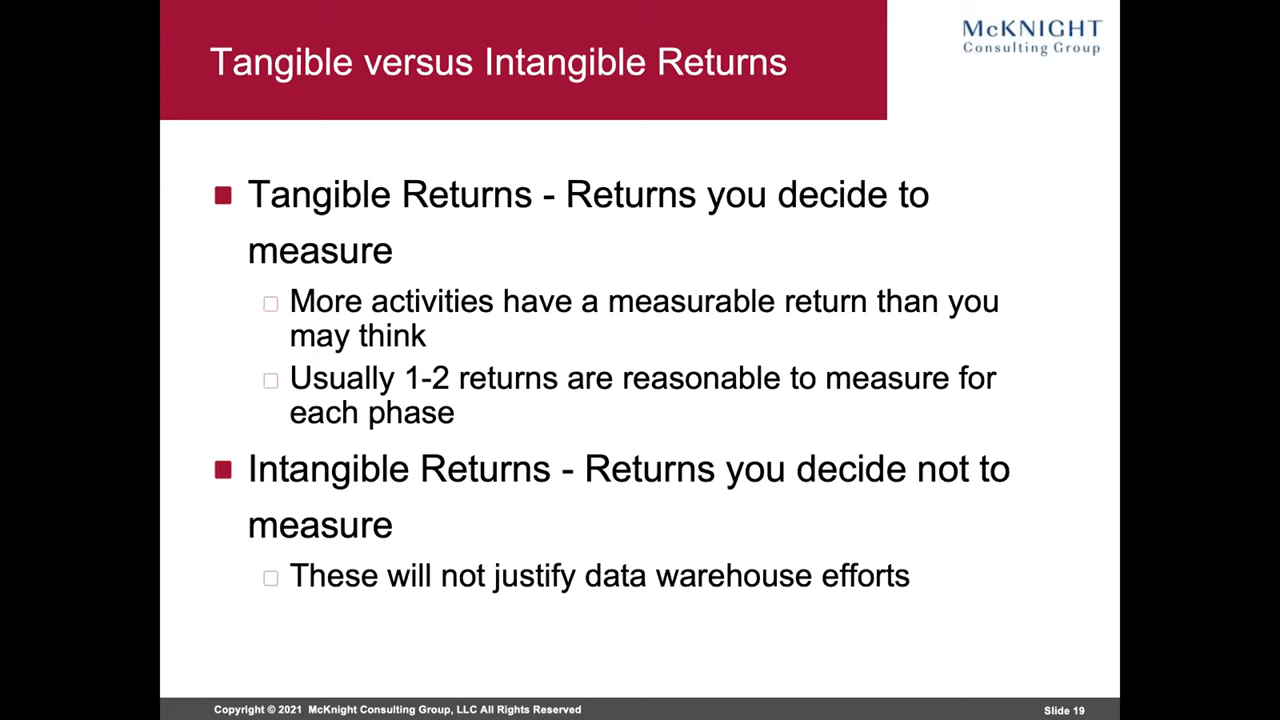 Tangible versus Intangible Returns
McKNIGHT
Consulting Group
Tangible Returns - Returns you decide to
measure
More activities have a measurable return than you
may think
Usually 1-2 returns are reasonable to measure for
each phase
Intangible Returns - Returns you decide not to
measure
These will not justify data warehouse efforts
Copyright © 2021 McKnight Consulting Group, LLC All Rights Reserved
Slide 19